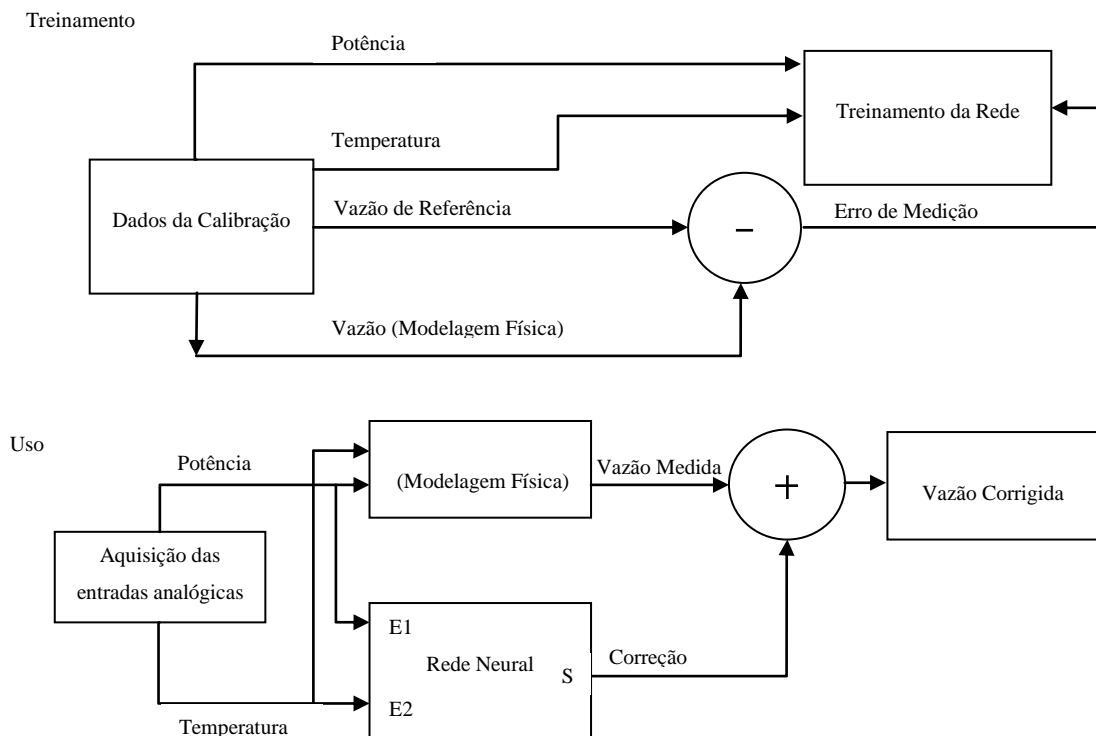 Treinamento
Potência
Treinamento da Rede
Temperatura
Dados da Calibração
Vazão de Referência
-
Erro de Medição
Vazão (Modelagem Física)
Uso
Potência
(Modelagem Física)
Vazão Medida
+
Vazão Corrigida
Aquisição das
entradas analógicas
E1
Rede Neural
S
Correção
E2
Temperatura